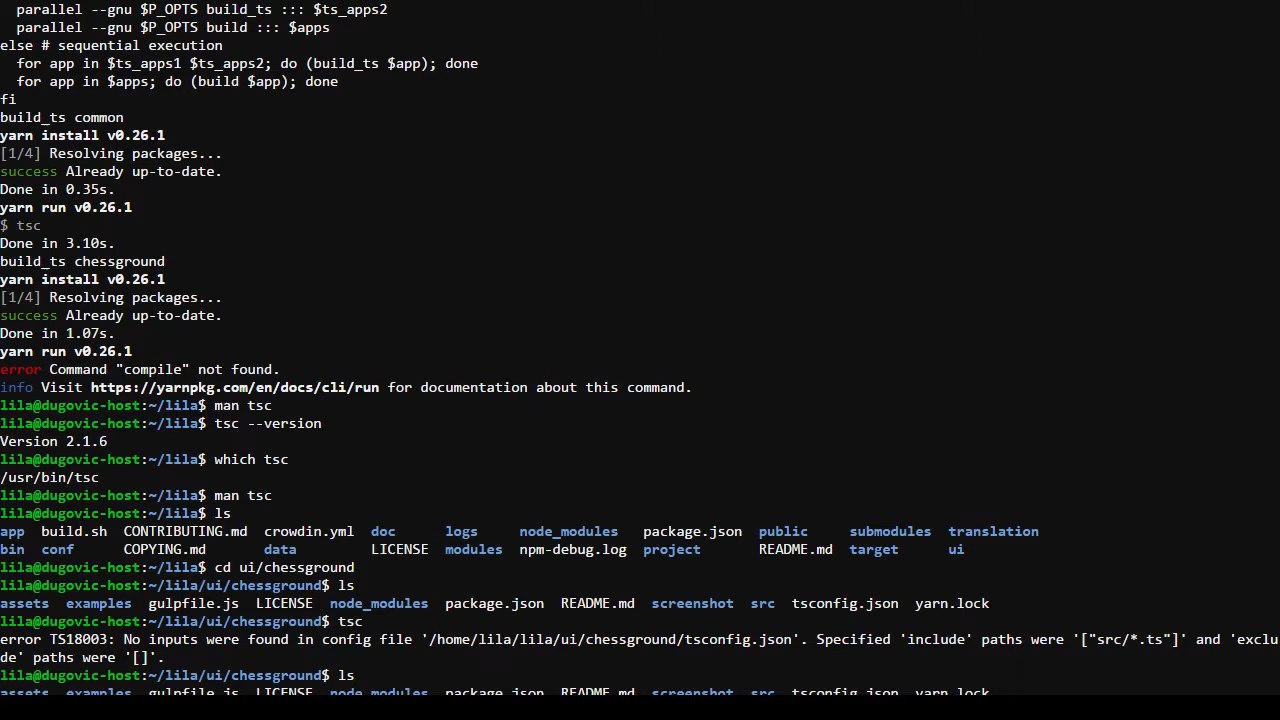 parallel --gnu $P_OPTS build_ts ::: $ts_apps2
parallel --gnu $P_OPTS build ::: $apps
else # sequential execution
for app in $ts_apps1 $ts_apps2; do (build_ts $app); done
for app in $apps; do (build $app); done
fi
build_ts common
yarn install v0.26.1
[1/4] Resolving packages...
success Already up-to-date.
Done in 0.35s.
yarn run v0.26.1
$ tsc
Done in 3.10s.
build_ts chessground
yarn install v0.26.1
[1/4] Resolving packages...
success Already up-to-date.
Done in 1.07s.
yarn run v0.26.1
error Command "compile" not found.
info Visit https://yarnpkg.com/en/docs/cli/run for documentation about this command.
lila@dugovic-host:~/lila$ man tsc
lila@dugovic-host:~/lila$ tsc --version
Version 2.1.6
lila@dugovic-host:~/lila$ which tsc
/usr/bin/tsc
lila@dugovic-host:~/lila$ man tsc
lila@dugovic-host:~/lila$ ls
app build.sh CONTRIBUTING.md crowdin.yml doc logs node_modules package.json public submodules translation
bin conf COPYING.md data LICENSE modules npm-debug.log project README.md target ui
lila@dugovic-host:~/lila$ cd ui/chessground
lila@dugovic-host:~/lila/ui/chessground$ ls
assets examples gulpfile.js LICENSE node_modules package.json README.md screenshot src tsconfig.json yarn.lock
lila@dugovic-host:~/lila/ui/chessground$ tsc
error TS18003: No inputs were found in config file '/home/lila/lila/ui/chessground/tsconfig.json'. Specified 'include' paths were '["src/*.ts"]' and 'exclu
de' paths were '[]'.
lila@dugovic-host:~/lila/ui/chessground$ ls
assets examples gulpfile.js LICENSE node_modules package.json README.md screenshot src tsconfig.json yarn.lock